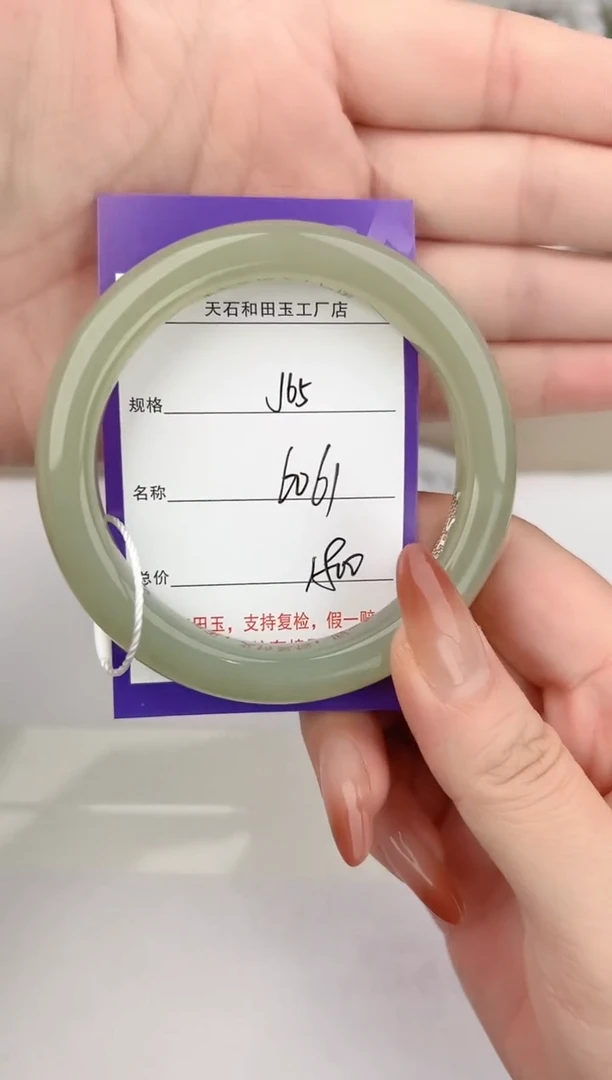 天石和田玉工厂店
规格 J65
名称 6061
总价
田玉，支持复检，假一赔